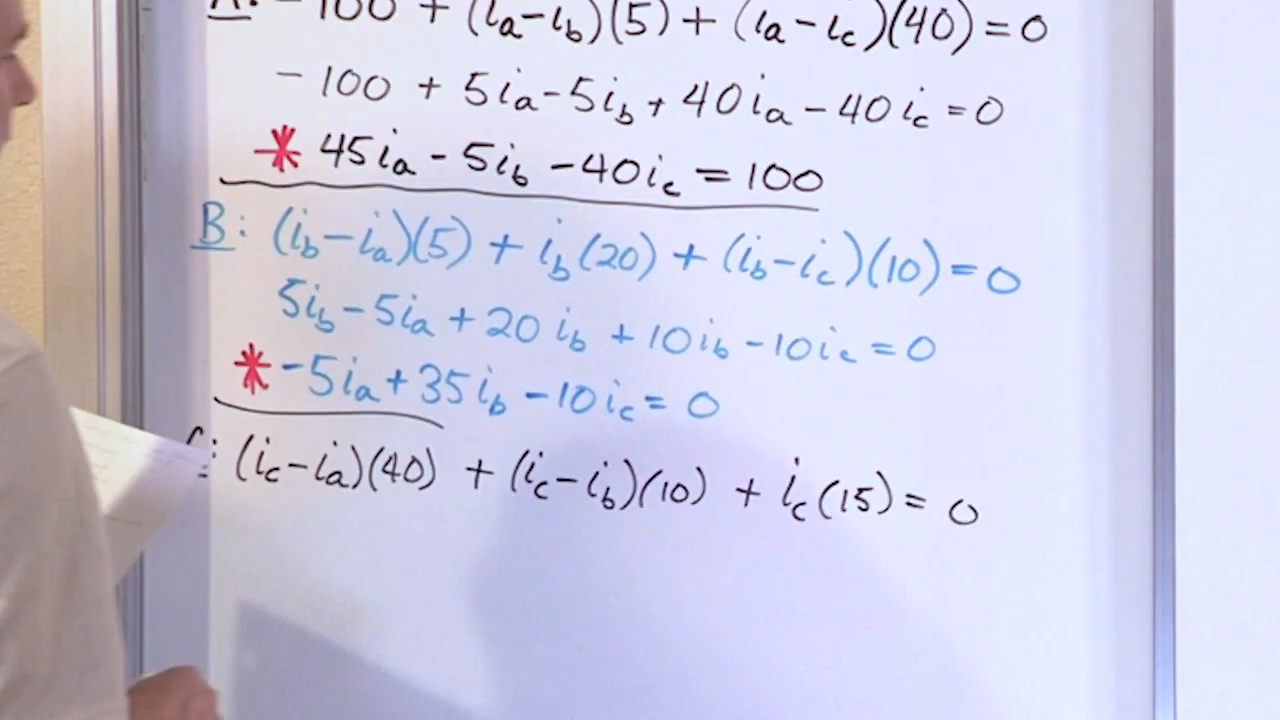 A: -100 + (ia-ib)(5) + (ia-ic)(40) = 0
-100 + 5ia-5ib + 40ia - 40ic = 0
* 45ia - 5ib - 40ic = 100
B: (ib-ia)(5) + ib(20) + (ib-ic)(10) = 0
5ib - 5ia + 20ib + 10ib - 10ic = 0
* -5ia + 35ib - 10ic = 0
C: (ic-ia)(40) + (ic-ib)(10) + ic(15) = 0